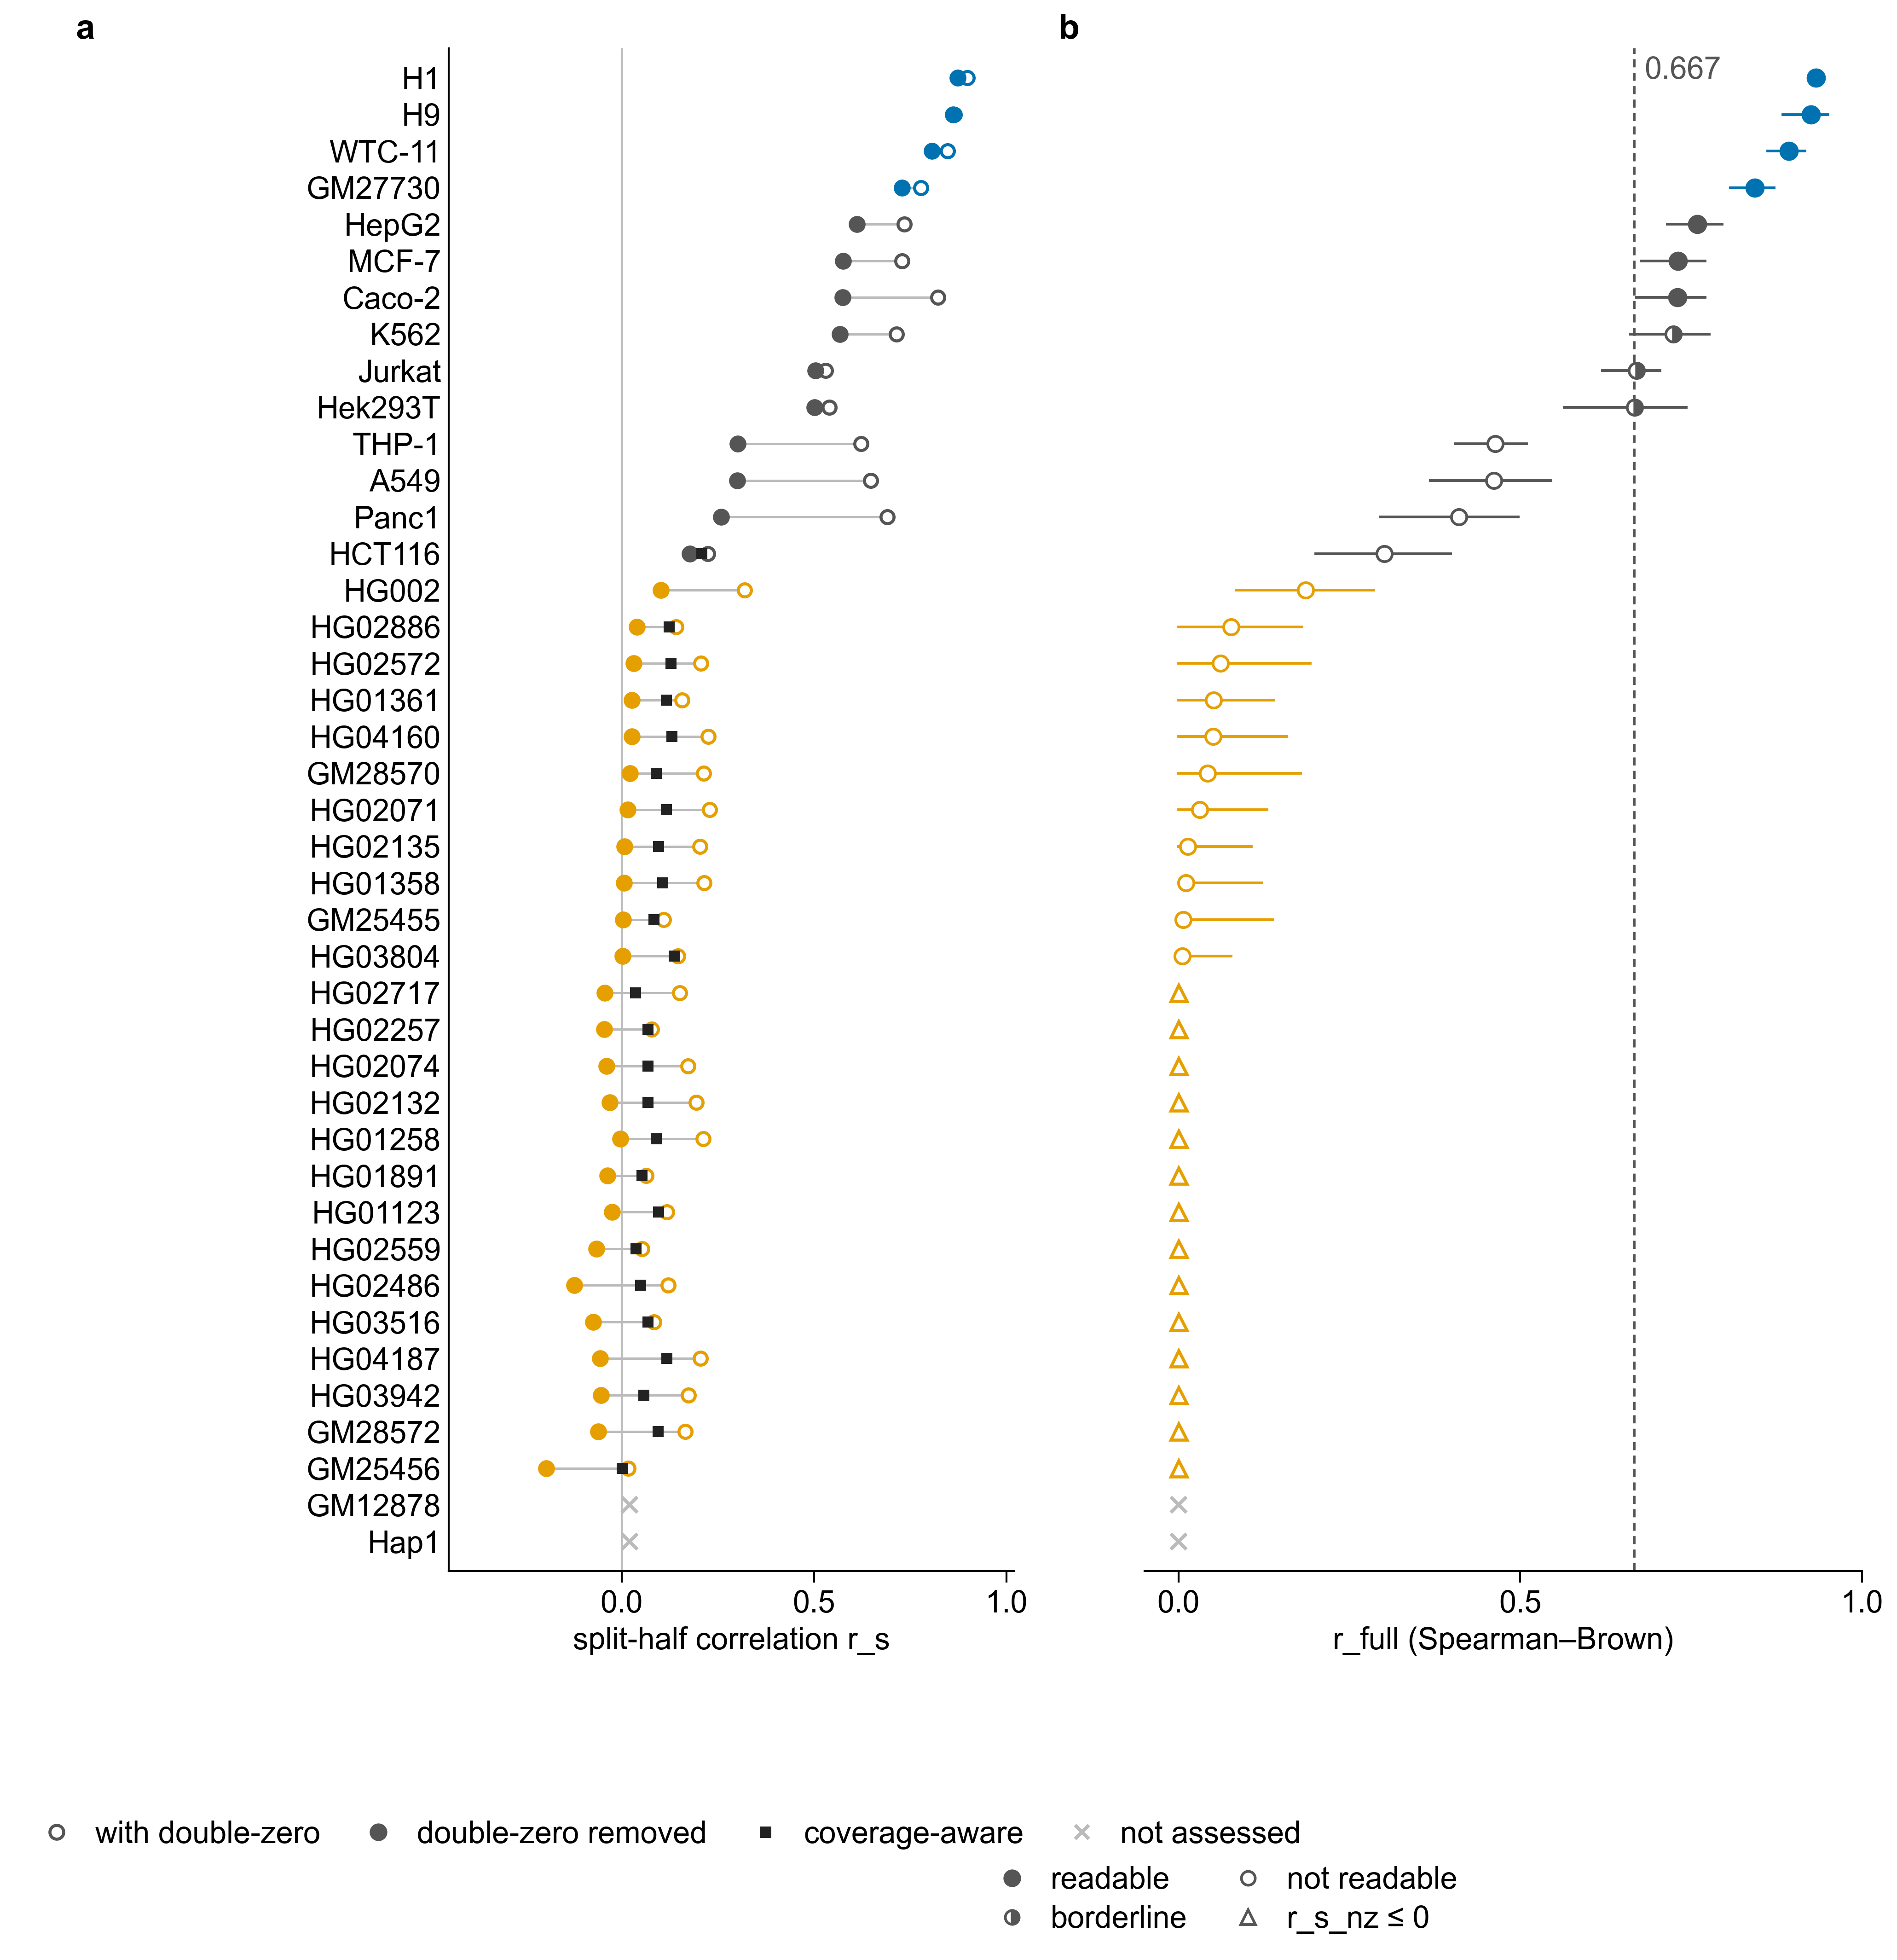 a
b
H1
0.667
H9
WTC-11
GM27730
HepG2
MCF-7
Caco-2
K562
Jurkat
Hek293T
THP-1
A549
Panc1
HCT116
HG002
HG02886
HG02572
HG01361
HG04160
GM28570
HG02071
HG02135
HG01358
GM25455
HG03804
HG02717
HG02257
HG02074
HG02132
HG01258
HG01891
HG01123
HG02559
HG02486
HG03516
HG04187
HG03942
GM28572
GM25456
GM12878
Hap1
0.0 0.5 1.0
split-half correlation r_s
0.0 0.5 1.0
r_full (Spearman–Brown)
with double-zero double-zero removed coverage-aware not assessed
readable not readable
borderline r_s_nz ≤ 0